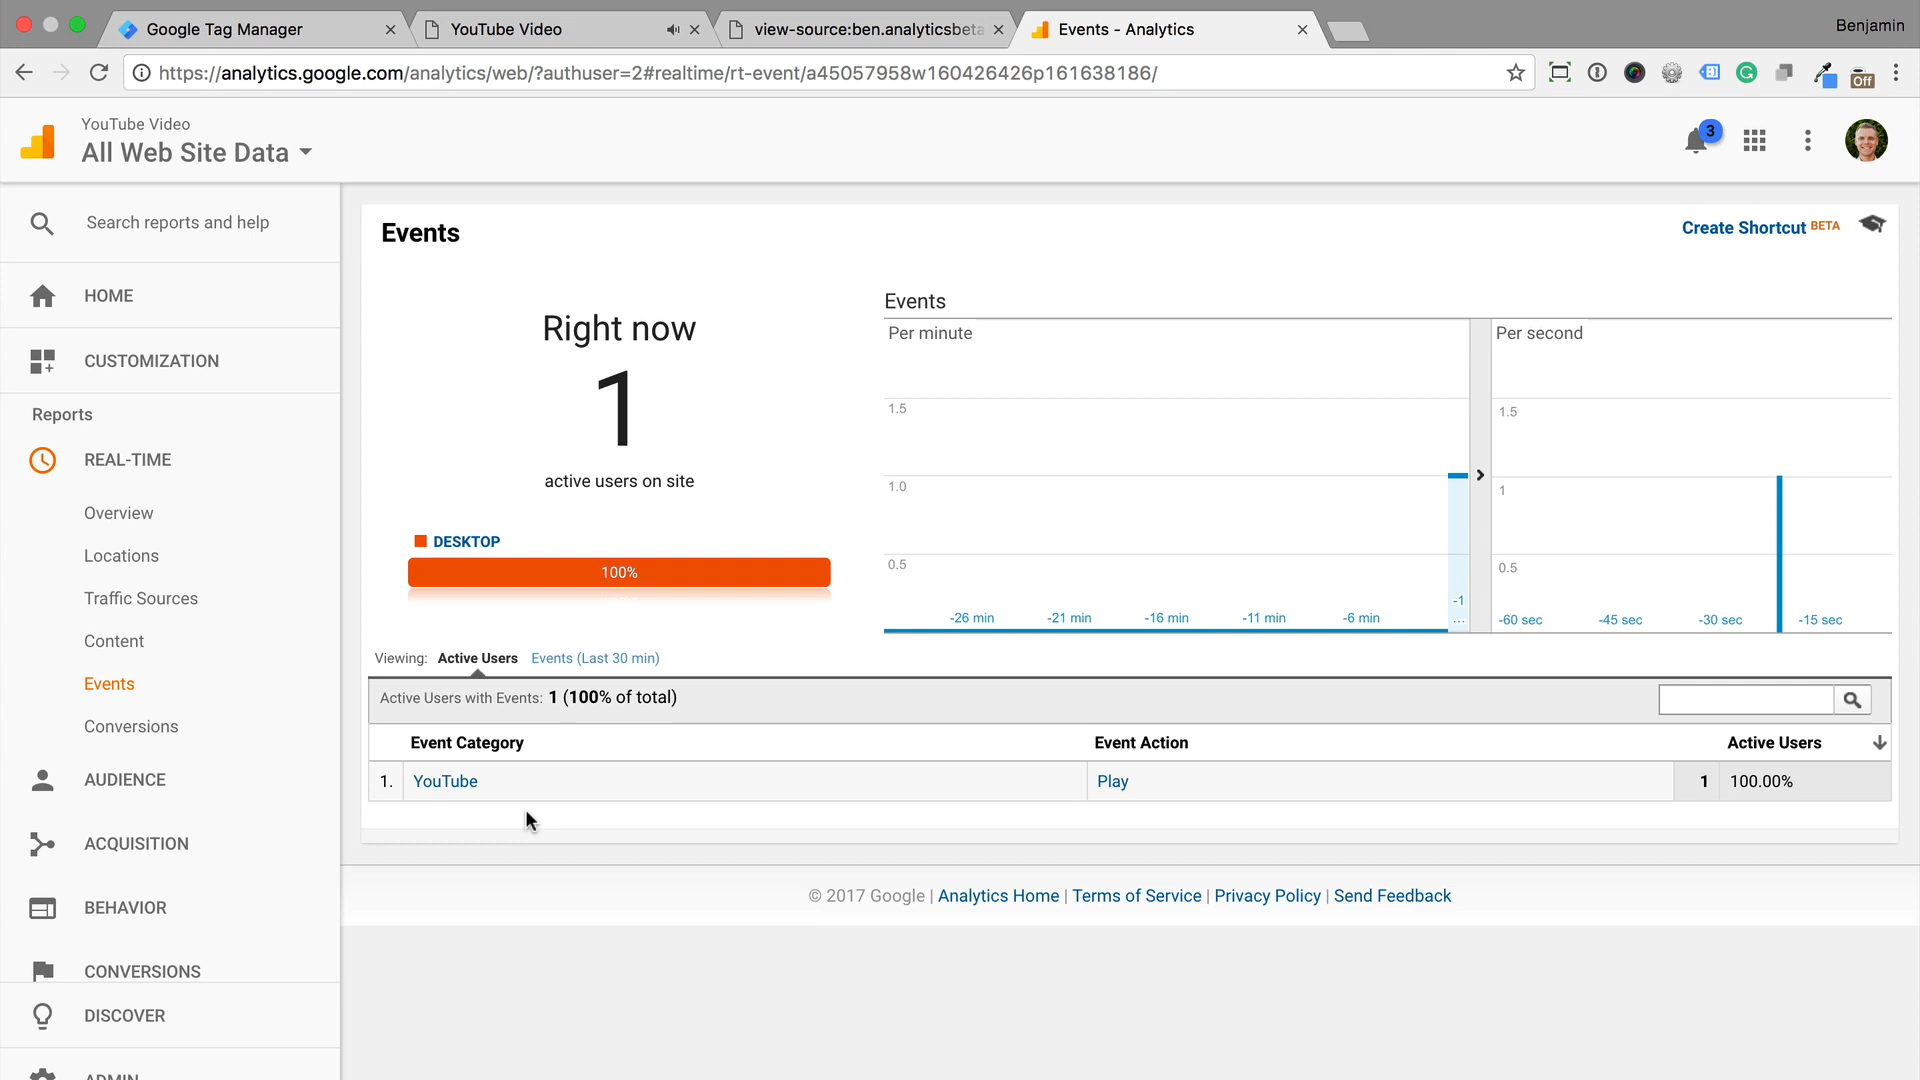 Google Tag Manager
YouTube Video
view-source:ben.analyticsbeta
Events - Analytics
Benjamin
https://analytics.google.com/analytics/web/?authuser=2#realtime/rt-event/a45057958w160426426p161638186/
Off
YouTube Video
All Web Site Data
3
Search reports and help
HOME
CUSTOMIZATION
Reports
REAL-TIME
Overview
Locations
Traffic Sources
Content
Events
Conversions
AUDIENCE
ACQUISITION
BEHAVIOR
CONVERSIONS
DISCOVER
ADMIN
Events
Create Shortcut BETA
Right now
1
active users on site
DESKTOP
100%
Events
Per minute
1.5
1.0
0.5
-26 min
-21 min
-16 min
-11 min
-6 min
-1
...
Per second
1.5
1
0.5
-60 sec
-45 sec
-30 sec
-15 sec
Viewing: Active Users Events (Last 30 min)
Active Users with Events: 1 (100% of total)
Event Category Event Action Active Users
1. YouTube Play 1 100.00%
© 2017 Google | Analytics Home | Terms of Service | Privacy Policy | Send Feedback